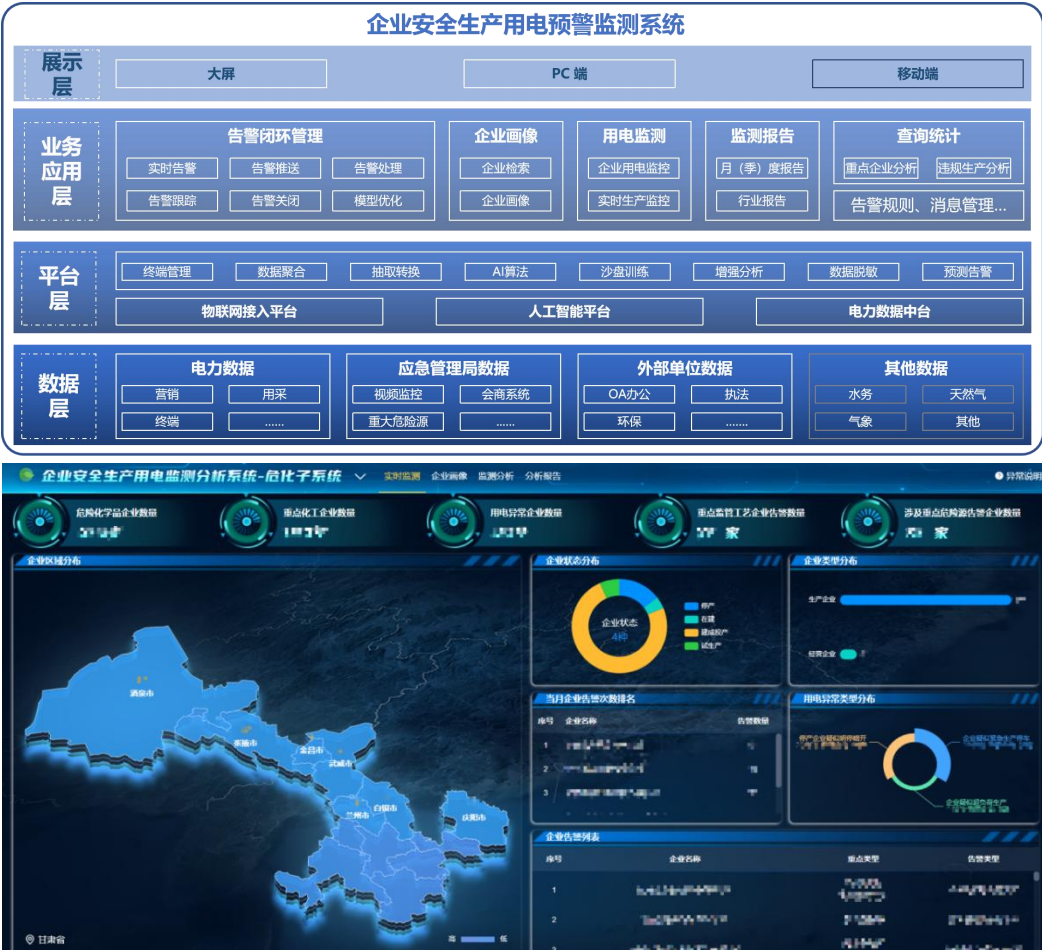 企业安全生产用电预警监测系统
展示层
大屏
PC 端
移动端
业务应用层
告警闭环管理
实时告警
告警推送
告警处理
告警跟踪
告警关闭
模型优化
企业画像
企业检索
企业画像
用电监测
企业用电监控
实时生产监控
监测报告
月（季）度报告
行业报告
查询统计
重点企业分析
违规生产分析
告警规则、消息管理...
平台层
终端管理
数据聚合
抽取转换
AI算法
沙盘训练
增强分析
数据脱敏
预测告警
物联网接入平台
人工智能平台
电力数据中台
数据层
电力数据
营销
用采
终端
......
应急管理局数据
视频监控
会商系统
重大危险源
......
外部单位数据
OA办公
执法
环保
.......
其他数据
水务
天然气
气象
其他
企业安全生产用电监测分析系统-危化子系统
实时监测
企业画像
监测分析
分析报告
异常说明
危险化学品企业数量
重点化工企业数量
用电异常企业数量
重点监管工艺企业告警数量
家
涉及重点危险源告警企业数量
家
企业区域分布
酒泉市
张掖市
金昌市
武威市
白银市
兰州市
庆阳市
甘肃省
高
低
企业状态分布
企业状态
4种
停产
在建
建成投产
试生产
企业类型分布
生产企业
经营企业
当月企业告警次数排名
序号
企业名称
告警数量
1
2
3
用电异常类型分布
企业告警列表
序号
企业名称
重点类型
告警类型
1
2